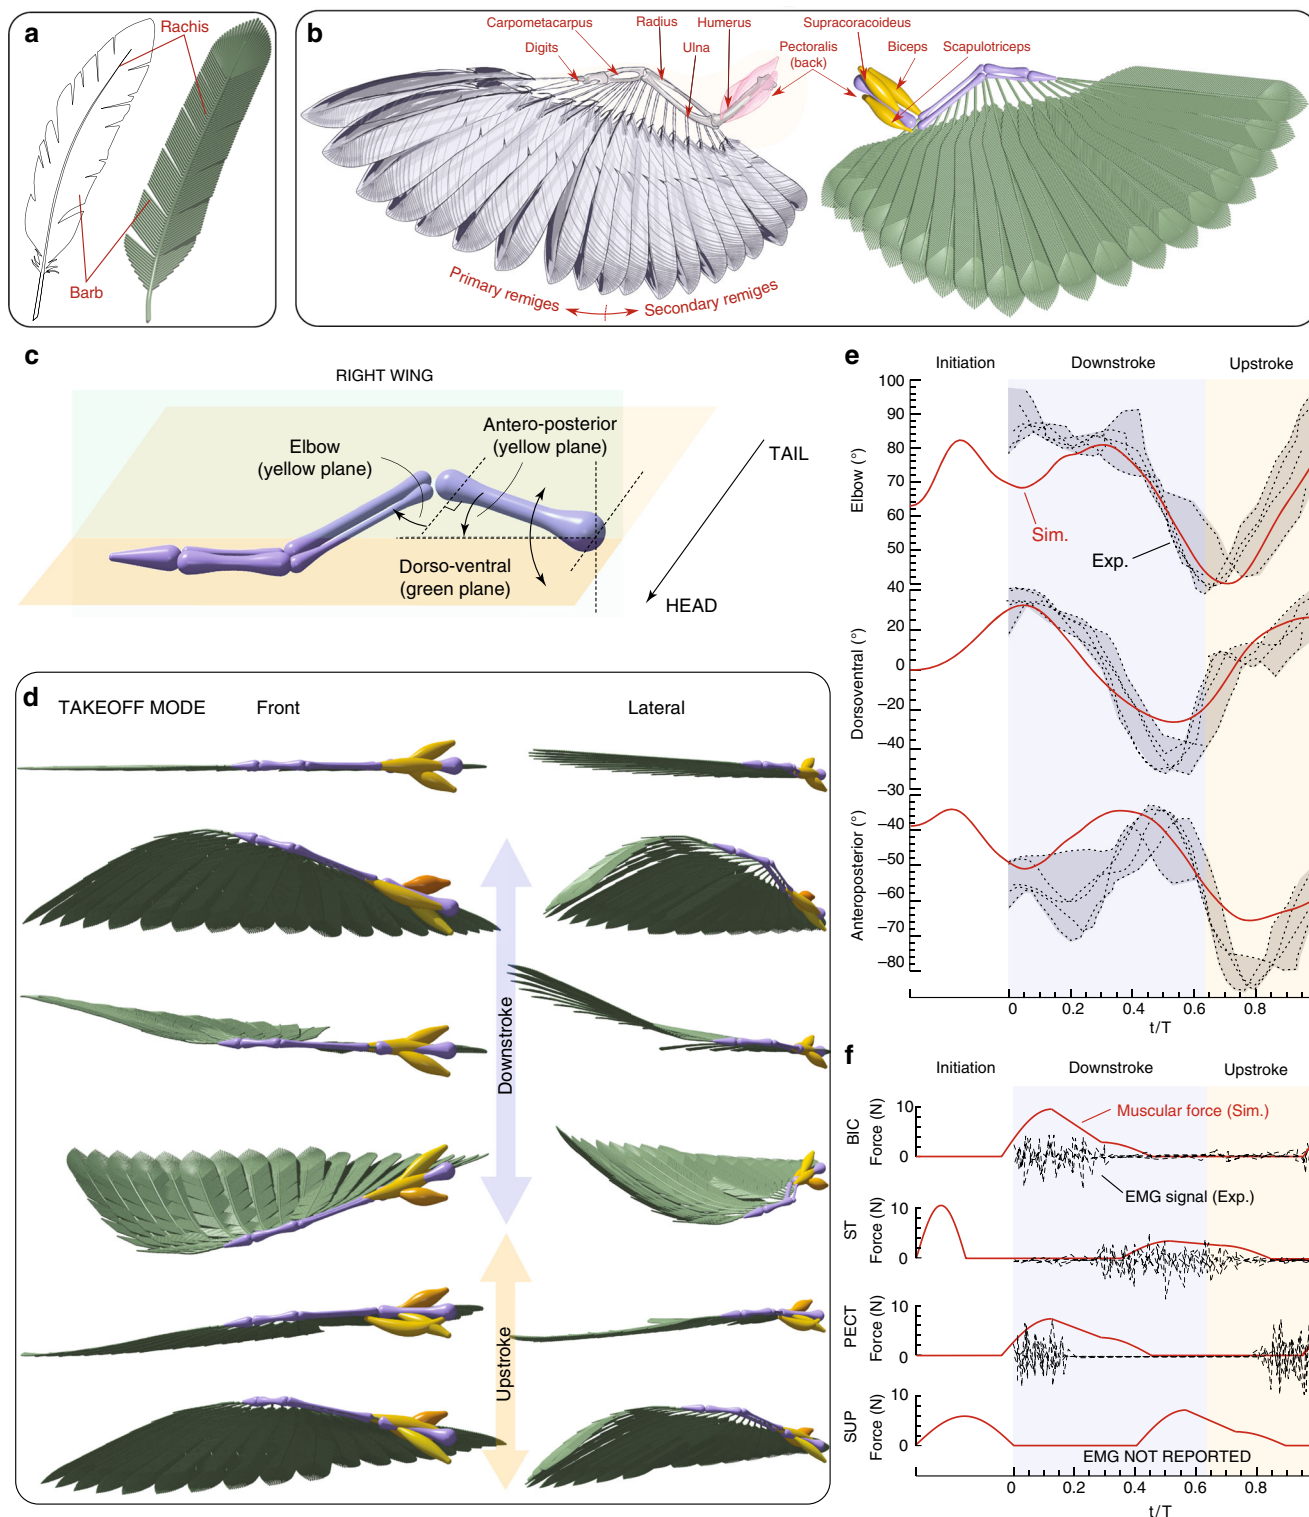 a
Rachis
Barb
b
Carpometacarpus
Radius
Humerus
Supracoracoideus
Digits
Ulna
Pectoralis
(back)
Biceps
Scapulotriceps
Primary remiges
Secondary remiges
c
RIGHT WING
Elbow
(yellow plane)
Antero-posterior
(yellow plane)
Dorso-ventral
(green plane)
TAIL
HEAD
d
TAKEOFF MODE
Front
Lateral
Downstroke
Upstroke
e
Initiation
Downstroke
Upstroke
Elbow (°)
100
90
80
70
60
50
40
Sim.
Exp.
Dorsoventral (°)
40
20
0
−20
−40
−30
Anteroposterior (°)
−40
−50
−60
−70
−80
0
0.2
0.4
0.6
0.8
t/T
f
Initiation
Downstroke
Upstroke
BIC
Force (N)
10
0
Muscular force (Sim.)
EMG signal (Exp.)
ST
Force (N)
10
0
PECT
Force (N)
10
0
SUP
Force (N)
10
0
EMG NOT REPORTED
0
0.2
0.4
0.6
0.8
t/T